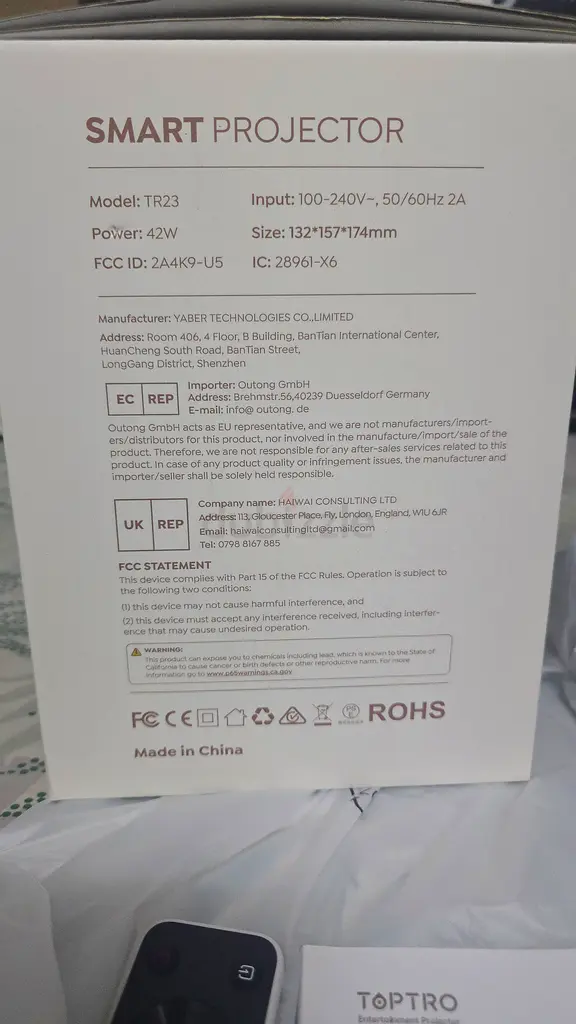 SMART PROJECTOR
Model: TR23 Input: 100-240V~, 50/60Hz 2A
Power: 42W Size: 132*157*174mm
FCC ID: 2A4K9-U5 IC: 28961-X6
Manufacturer: YABER TECHNOLOGIES CO.,LIMITED
Address: Room 406, 4 Floor, B Building, BanTian International Center,
HuanCheng South Road, BanTian Street,
LongGang District, Shenzhen
EC REP
Importer: Outong GmbH
Address: Brehmstr.56,40239 Duesseldorf Germany
E-mail: info@ outong. de
Outong GmbH acts as EU representative, and we are not manufacturers/import-
ers/distributors for this product, nor involved in the manufacture/import/sale of the
product. Therefore, we are not responsible for any after-sales services related to this
product. In case of any product quality or infringement issues, the manufacturer and
importer/seller shall be solely held responsible.
UK REP
Company name: HAIWAI CONSULTING LTD
Address: 113, Gloucester Place, Fly, London, England, W1U 6JR
Email: haiwaiconsultingltd@gmail.com
Tel: 0798 8167 885
FCC STATEMENT
This device complies with Part 15 of the FCC Rules. Operation is subject to
the following two conditions:
(1) this device may not cause harmful interference, and
(2) this device must accept any interference received, including interfer-
ence that may cause undesired operation.
WARNING:
This product can expose you to chemicals including lead, which is known to the State of
California to cause cancer or birth defects or other reproductive harm. For more
information go to www.p65warnings.ca.gov
FC CE ROHS
Made in China
TOPTRO
Entertainment Projector